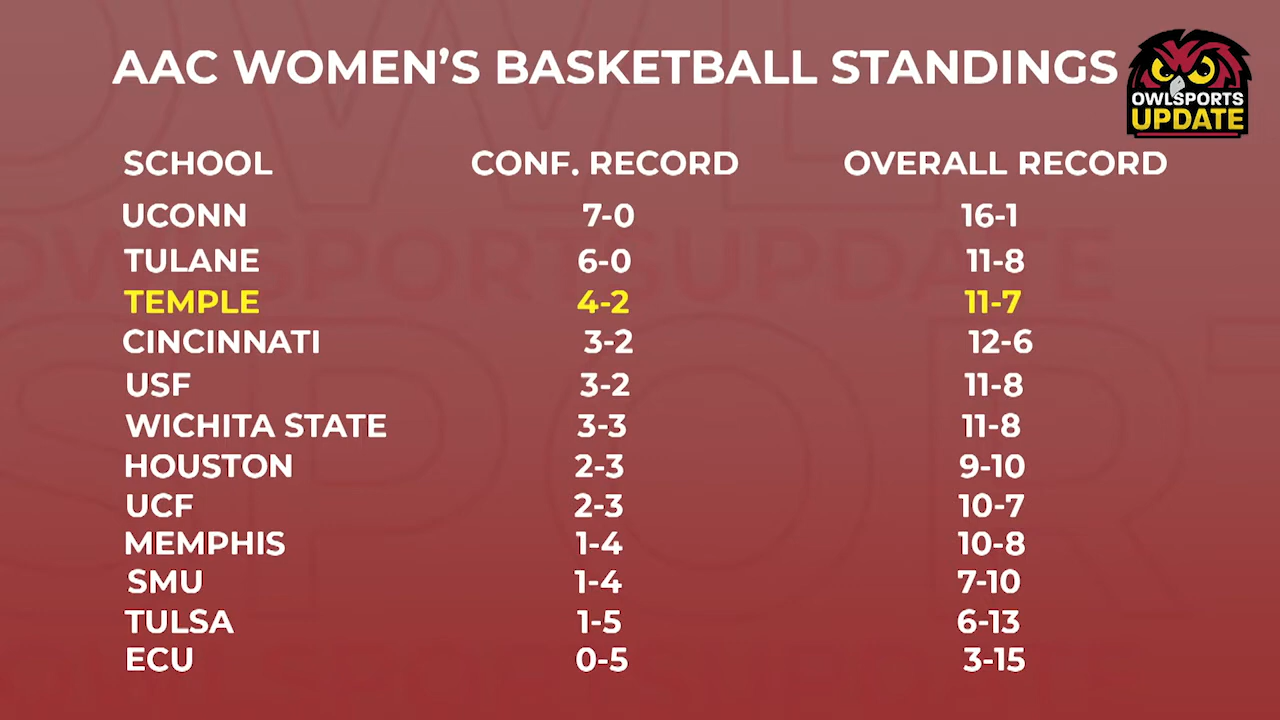 AAC WOMEN'S BASKETBALL STANDINGS
OWLSPORTS
UPDATE
SCHOOL CONF. RECORD OVERALL RECORD
UCONN 7-0 16-1
TULANE 6-0 11-8
TEMPLE 4-2 11-7
CINCINNATI 3-2 12-6
USF 3-2 11-8
WICHITA STATE 3-3 11-8
HOUSTON 2-3 9-10
UCF 2-3 10-7
MEMPHIS 1-4 10-8
SMU 1-4 7-10
TULSA 1-5 6-13
ECU 0-5 3-15